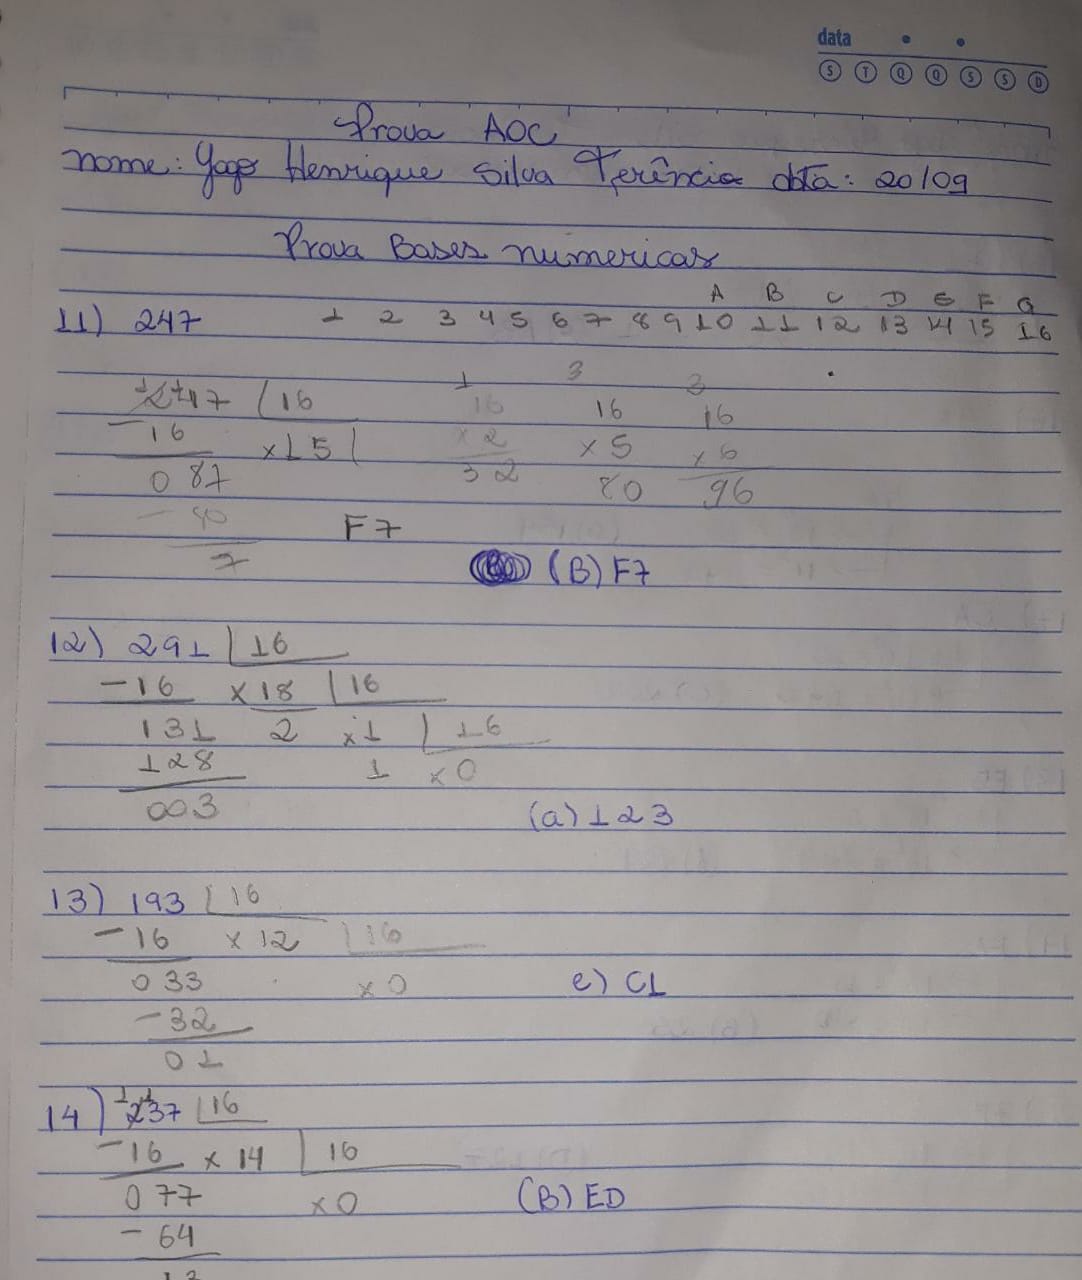 data
S T Q Q S S D
Prova AOC
nome: Yago Henrique Silva Terêncio data: 20/09
Prova Bases numericas
A B C D E F G
11) 247 1 2 3 4 5 6 7 8 9 10 11 12 13 14 15 16
1 3 3
247 16 16 16 16
-16 x15 x2 x5 x6
087 32 80 96
-80 F7
7 (B) F7
12) 291 16
-16 x18 16
131 2 x1 16
128 1 x0
003 (a) 123
13) 193 16
-16 x12 16
033 x0 e) C1
-32
01
14) 237 16
-16 x14 16
077 x0 (B) ED
-64
13